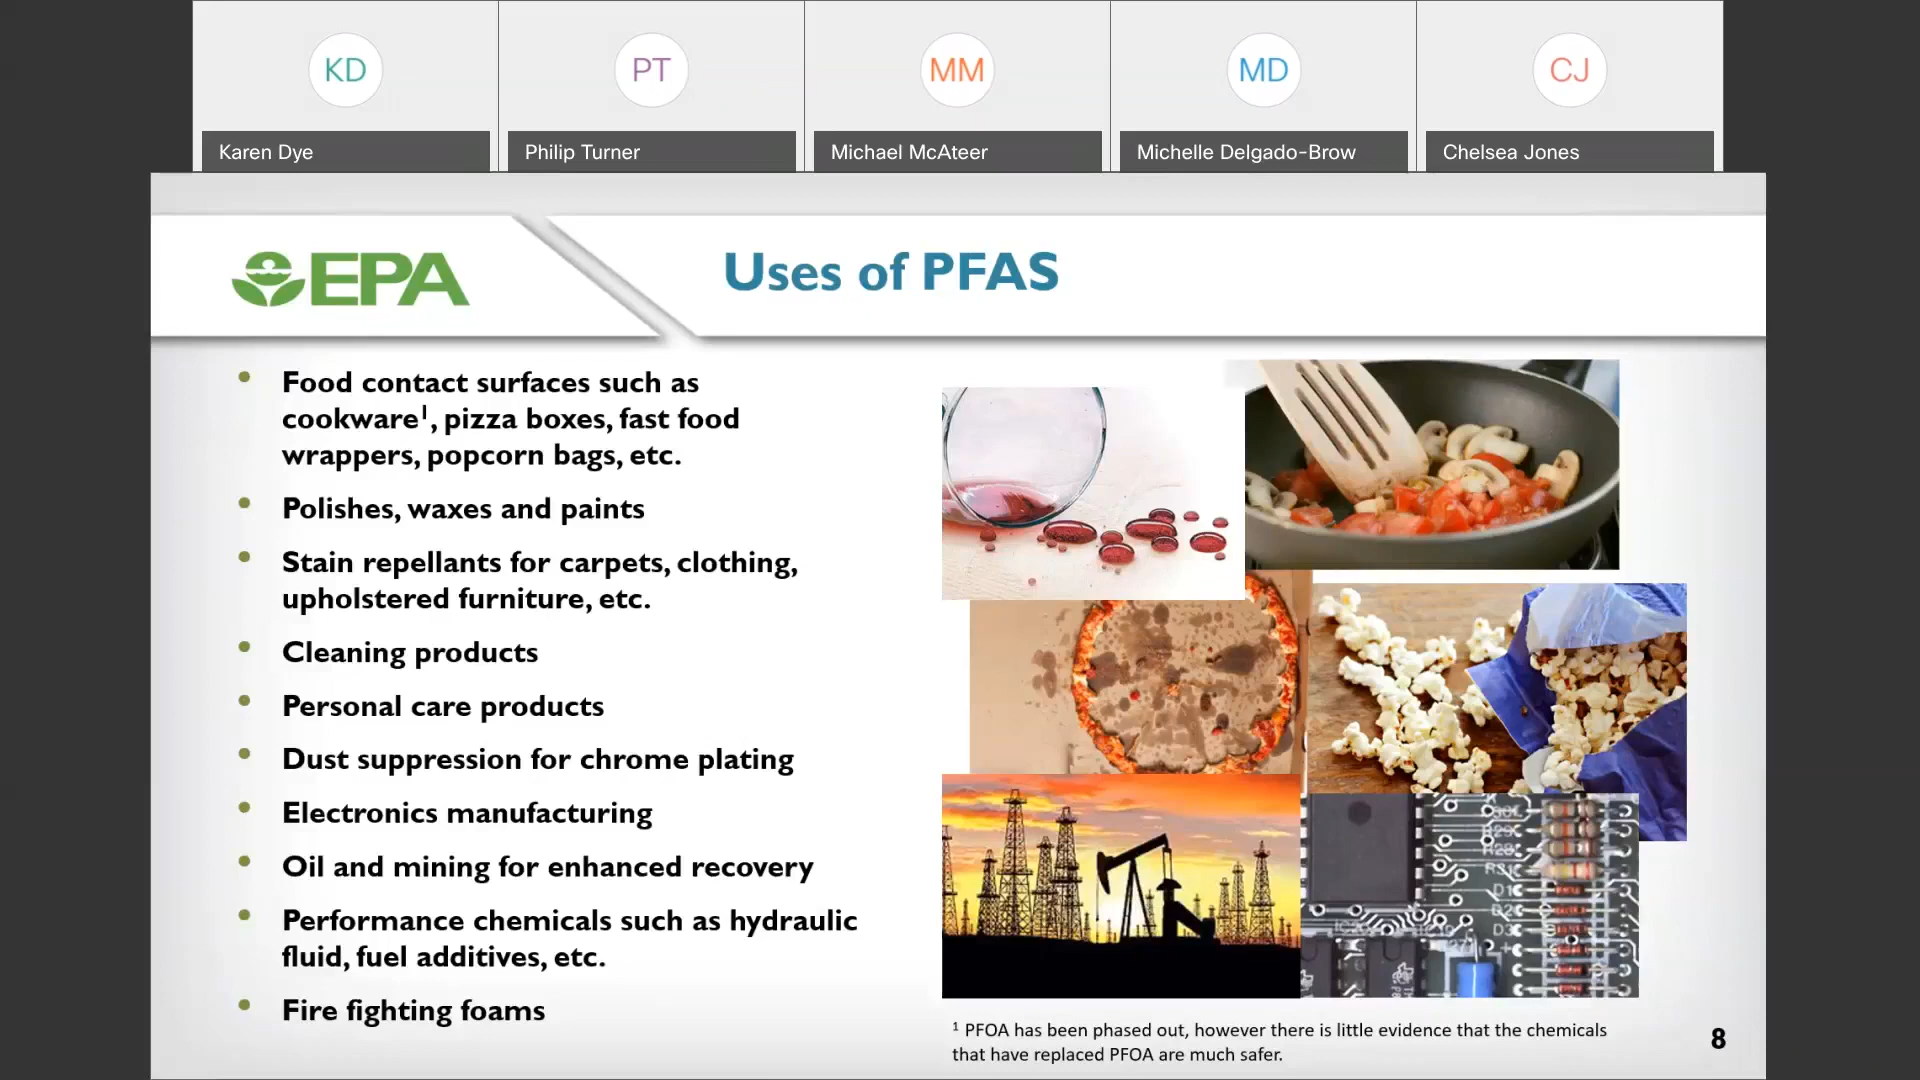 KD
PT
MM
MD
CJ
Karen Dye
Philip Turner
Michael McAteer
Michelle Delgado-Brow
Chelsea Jones
EPA
Uses of PFAS
• Food contact surfaces such as
cookware¹, pizza boxes, fast food
wrappers, popcorn bags, etc.
• Polishes, waxes and paints
• Stain repellants for carpets, clothing,
upholstered furniture, etc.
• Cleaning products
• Personal care products
• Dust suppression for chrome plating
• Electronics manufacturing
• Oil and mining for enhanced recovery
• Performance chemicals such as hydraulic
fluid, fuel additives, etc.
• Fire fighting foams
R28
R3
D1
D2
D3
¹ PFOA has been phased out, however there is little evidence that the chemicals
that have replaced PFOA are much safer.
8